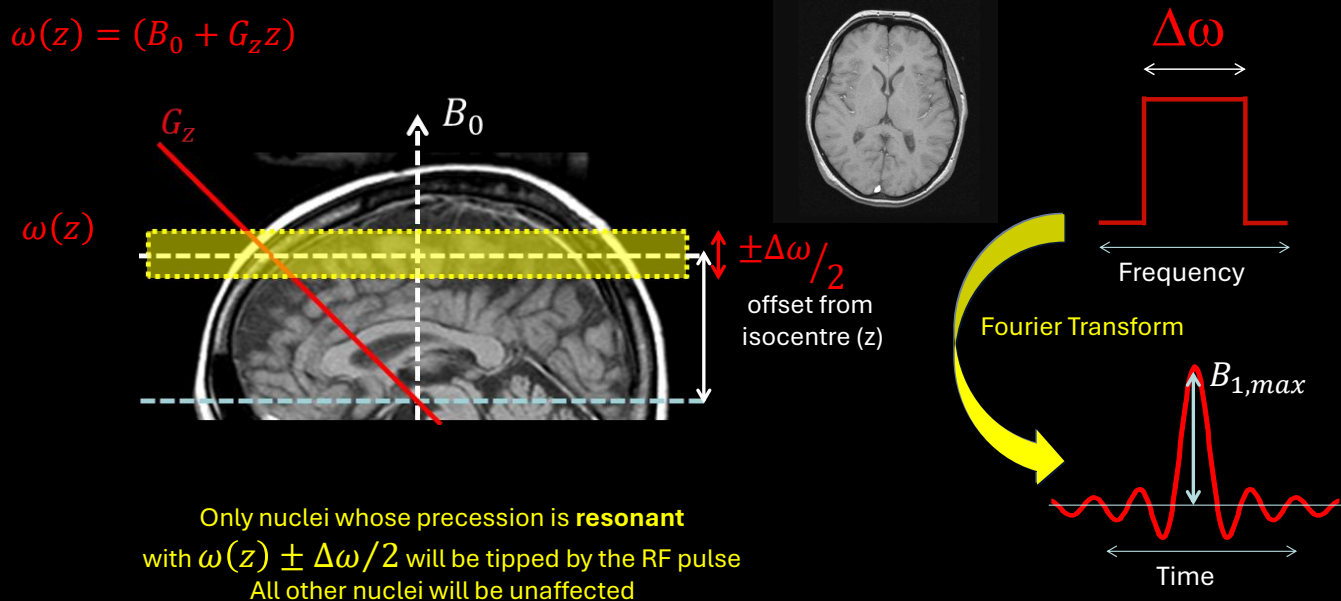 ω(z) = (B₀ + G_z z)
G_z
B₀
ω(z)
±Δω/2
offset from
isocentre (z)
Δω
Frequency
Fourier Transform
B₁,max
Time
Only nuclei whose precession is resonant
with ω(z) ± Δω/2 will be tipped by the RF pulse
All other nuclei will be unaffected